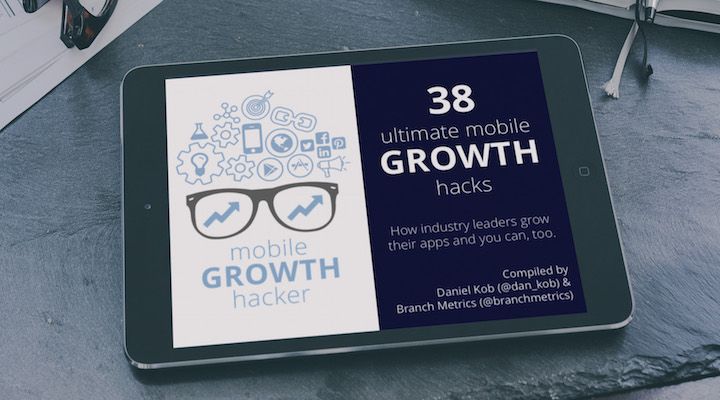 mobile
GROWTH
hacker
38
ultimate mobile
GROWTH
hacks
How industry leaders grow
their apps and you can, too.
Compiled by
Daniel Kob (@dan_kob) &
Branch Metrics (@branchmetrics)